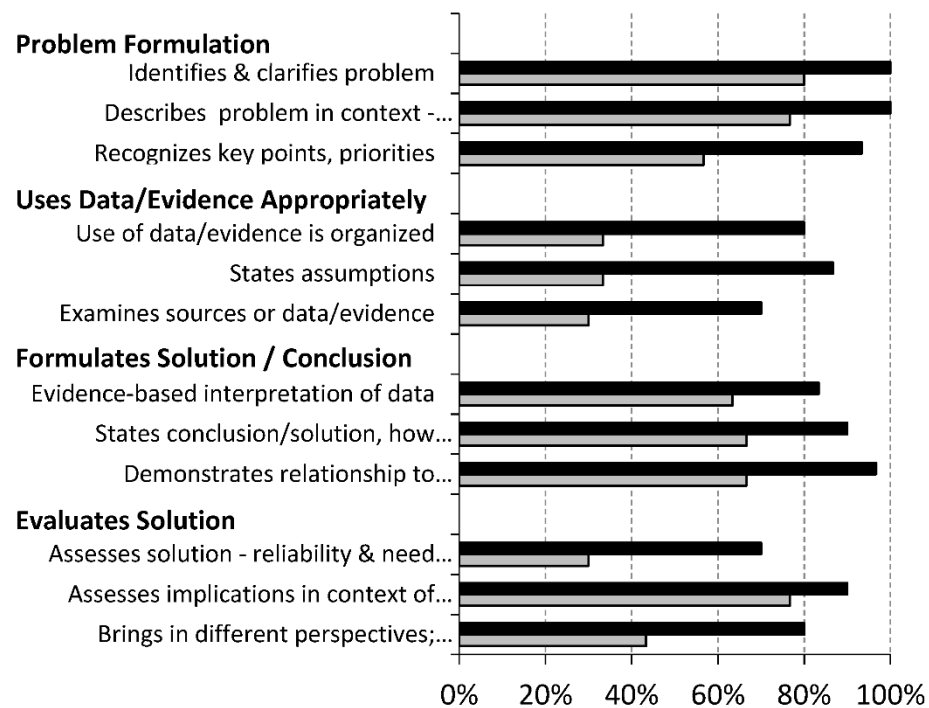 Problem Formulation
Identifies & clarifies problem
Describes  problem in context -...
Recognizes key points, priorities
Uses Data/Evidence Appropriately
Use of data/evidence is organized
States assumptions
Examines sources or data/evidence
Formulates Solution / Conclusion
Evidence-based interpretation of data
States conclusion/solution, how...
Demonstrates relationship to...
Evaluates Solution
Assesses solution - reliability & need...
Assesses implications in context of...
Brings in different perspectives;...
0% 20% 40% 60% 80% 100%